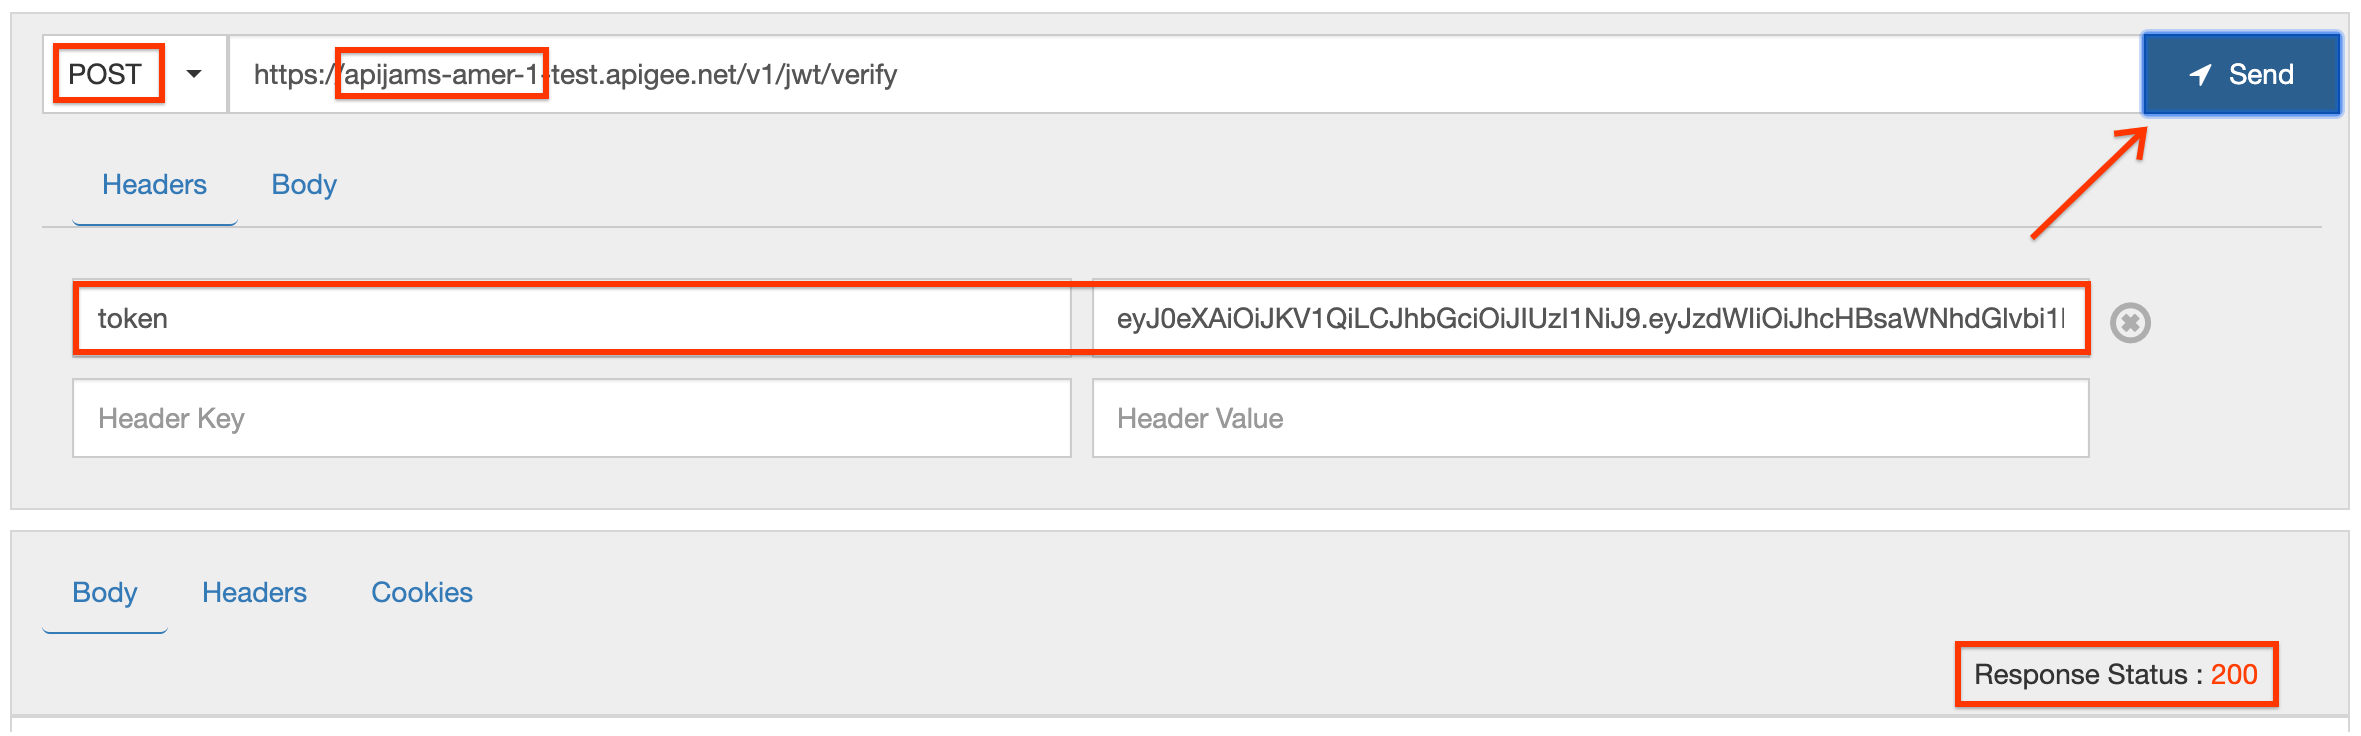 POST https://apijams-amer-1-test.apigee.net/v1/jwt/verify Send
Headers Body
token eyJ0eXAiOiJKV1QiLCJhbGciOiJIUzI1NiJ9.eyJzdWIiOiJhcHBsaWNhdGlvbi1
Header Key Header Value
Body Headers Cookies
Response Status : 200